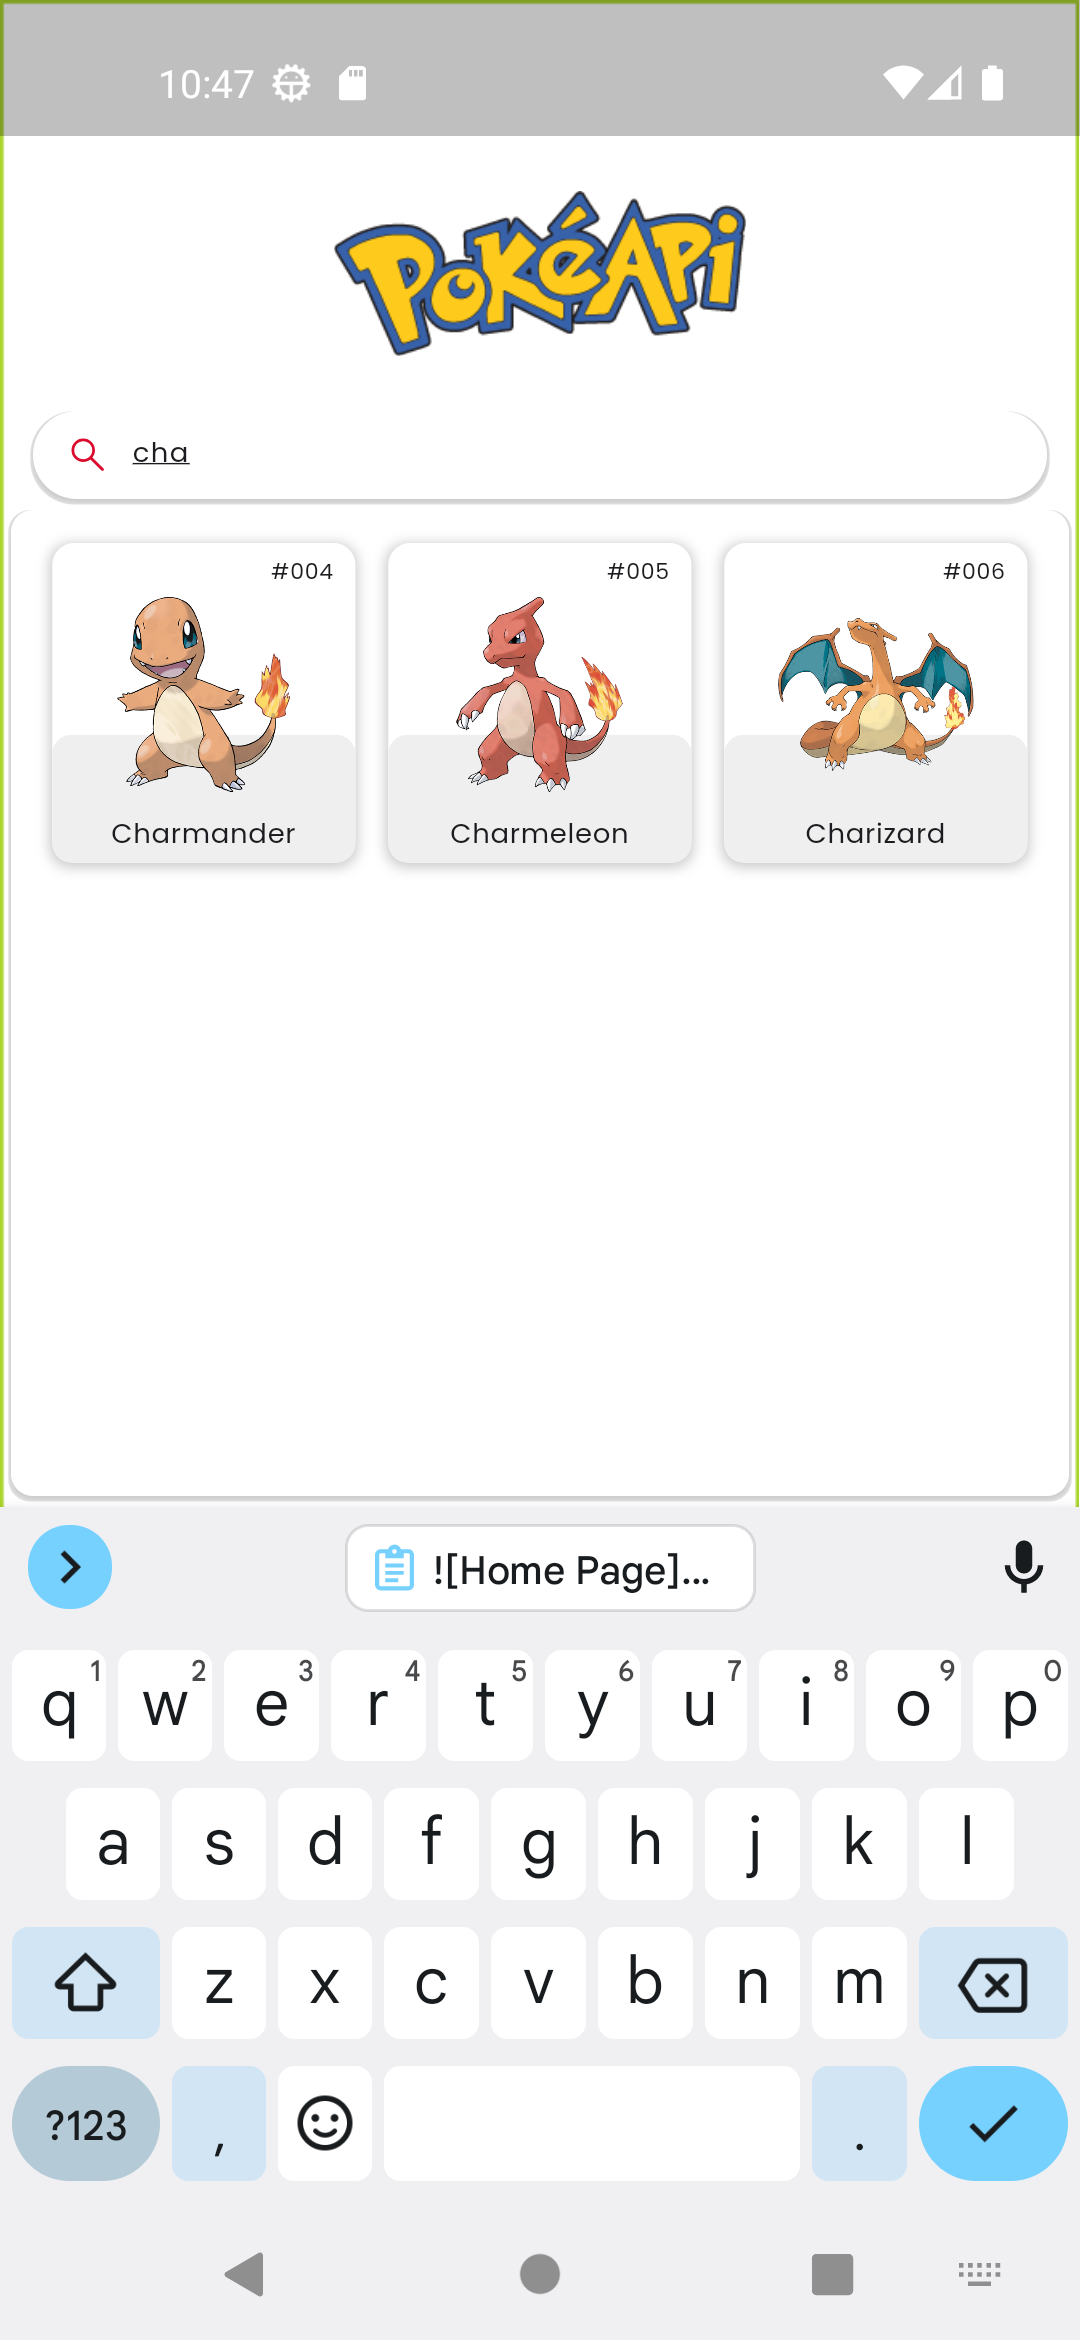 10:47
PokéApi
cha
#004 #005 #006
Charmander Charmeleon Charizard
![Home Page]...
q 1 w 2 e 3 r 4 t 5 y 6 u 7 i 8 o 9 p 0
a s d f g h j k l
z x c v b n m
?123 , .